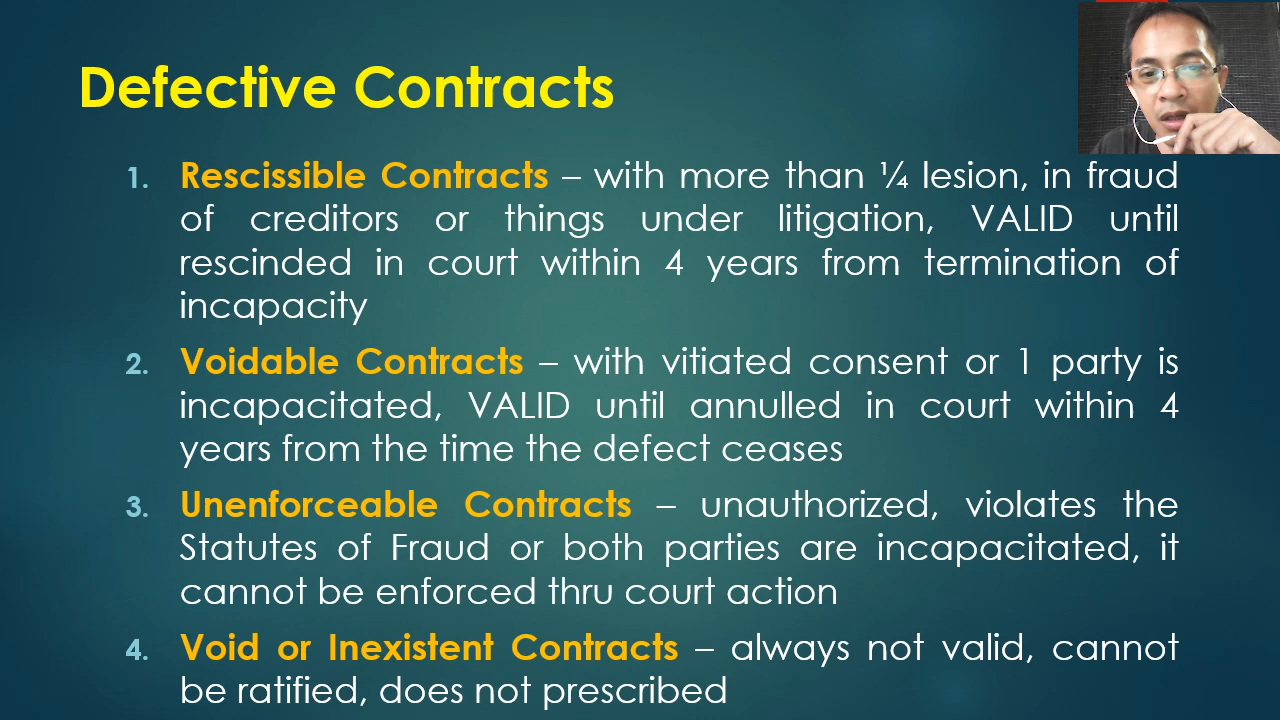 Defective Contracts
1. Rescissible Contracts – with more than ¼ lesion, in fraud
of creditors or things under litigation, VALID until
rescinded in court within 4 years from termination of
incapacity
2. Voidable Contracts – with vitiated consent or 1 party is
incapacitated, VALID until annulled in court within 4
years from the time the defect ceases
3. Unenforceable Contracts – unauthorized, violates the
Statutes of Fraud or both parties are incapacitated, it
cannot be enforced thru court action
4. Void or Inexistent Contracts – always not valid, cannot
be ratified, does not prescribed